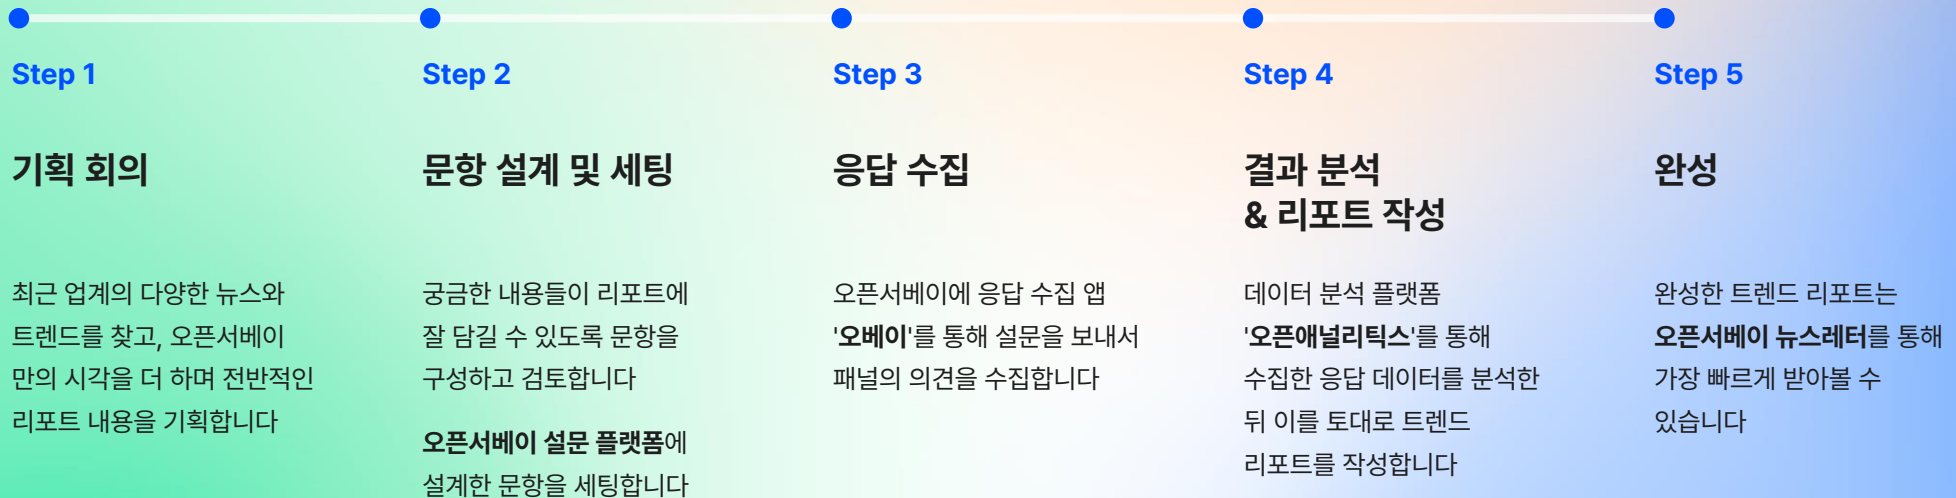 Step 1
기획 회의
최근 업계의 다양한 뉴스와
트렌드를 찾고, 오픈서베이
만의 시각을 더 하며 전반적인
리포트 내용을 기획합니다
Step 2
문항 설계 및 세팅
궁금한 내용들이 리포트에
잘 담길 수 있도록 문항을
구성하고 검토합니다
오픈서베이 설문 플랫폼에
설계한 문항을 세팅합니다
Step 3
응답 수집
오픈서베이에 응답 수집 앱
'오베이'를 통해 설문을 보내서
패널의 의견을 수집합니다
Step 4
결과 분석
& 리포트 작성
데이터 분석 플랫폼
'오픈애널리틱스'를 통해
수집한 응답 데이터를 분석한
뒤 이를 토대로 트렌드
리포트를 작성합니다
Step 5
완성
완성한 트렌드 리포트는
오픈서베이 뉴스레터를 통해
가장 빠르게 받아볼 수
있습니다